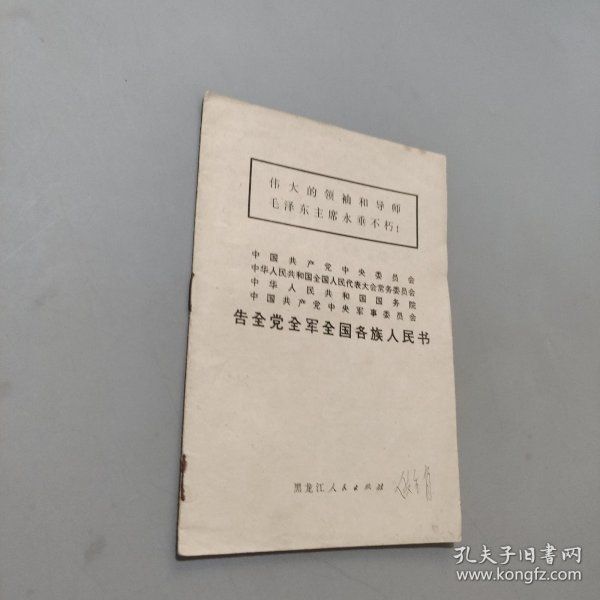 伟大的领袖和导师
毛泽东主席永垂不朽！
中国共产党中央委员会
中华人民共和国全国人民代表大会常务委员会
中华人民共和国国务院
中国共产党中央军事委员会
告全党全军全国各族人民书
黑龙江人民出版社
孔夫子旧书网
www.kongfz.com